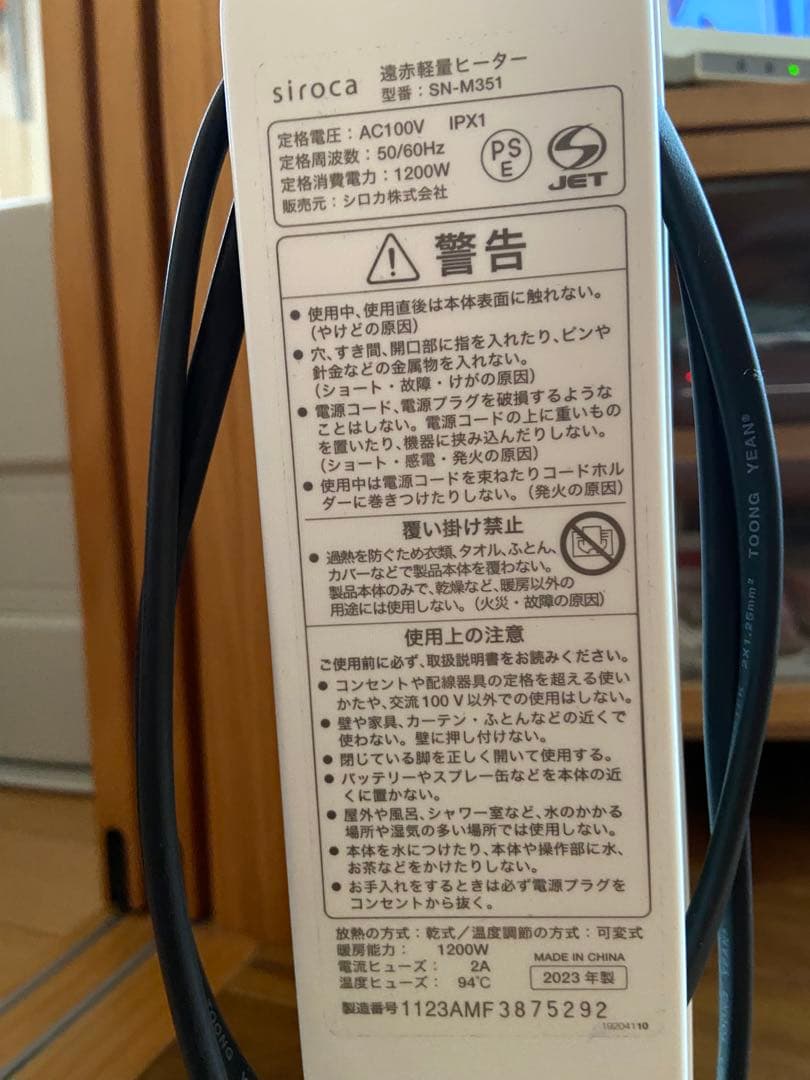 siroca 遠赤軽量ヒーター
型番：SN-M351
定格電圧：AC100V IPX1
定格周波数：50/60Hz
定格消費電力：1200W
販売元：シロカ株式会社
PS
E
JET
警告
● 使用中、使用直後は本体表面に触れない。
（やけどの原因）
● 穴、すき間、開口部に指を入れたり、ピンや
針金などの金属物を入れない。
（ショート・故障・けがの原因）
● 電源コード、電源プラグを破損するような
ことはしない。電源コードの上に重いもの
を置いたり、機器に挟み込んだりしない。
（ショート・感電・発火の原因）
● 使用中は電源コードを束ねたりコードホル
ダーに巻きつけたりしない。（発火の原因）
覆い掛け禁止
● 過熱を防ぐため衣類、タオル、ふとん、
カバーなどで製品本体を覆わない。
製品本体のみで、乾燥など、暖房以外の
用途には使用しない。（火災・故障の原因）
使用上の注意
ご使用前に必ず、取扱説明書をお読みください。
● コンセントや配線器具の定格を超える使い
かたや、交流100V以外での使用はしない。
● 壁や家具、カーテン・ふとんなどの近くで
使わない。壁に押し付けない。
● 閉じている脚を正しく開いて使用する。
● バッテリーやスプレー缶などを本体の近
くに置かない。
● 屋外や風呂、シャワー室など、水のかかる
場所や湿気の多い場所では使用しない。
● 本体を水につけたり、本体や操作部に水、
お茶などをかけたりしない。
● お手入れをするときは必ず電源プラグを
コンセントから抜く。
放熱の方式：乾式／温度調節の方式：可変式
暖房能力： 1200W
電流ヒューズ： 2A
温度ヒューズ： 94℃
MADE IN CHINA
2023年製
製造番号 1123AMF3875292
19204110
2X1.25mm² TOONG YEAN®
TOONG